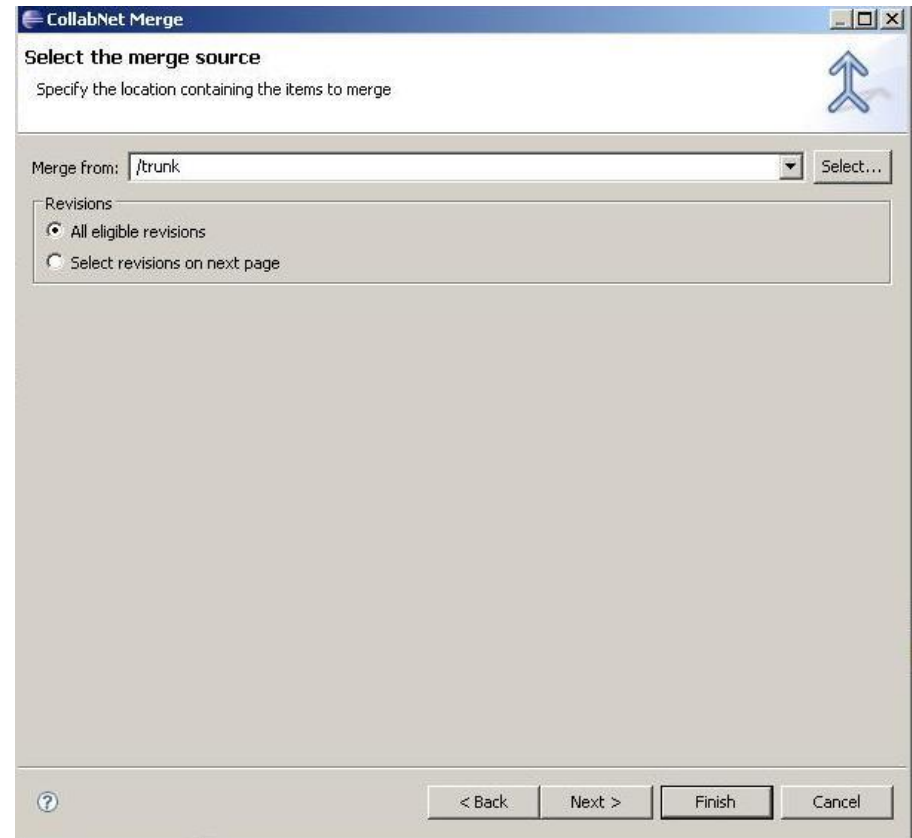 CollabNet Merge
Select the merge source
Specify the location containing the items to merge
Merge from: /trunk Select...
Revisions
All eligible revisions
Select revisions on next page
? < Back Next > Finish Cancel